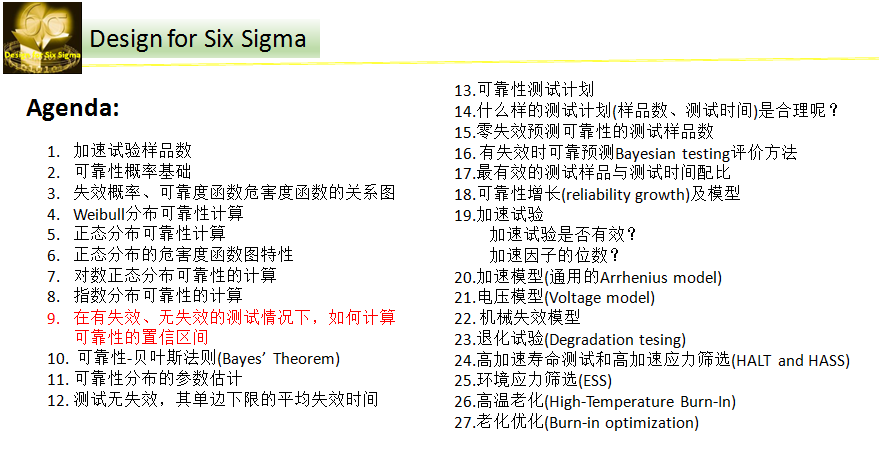 Design for Six Sigma
Design for Six Sigma
Agenda:
1. 加速试验样品数
2. 可靠性概率基础
3. 失效概率、可靠度函数危害度函数的关系图
4. Weibull分布可靠性计算
5. 正态分布可靠性计算
6. 正态分布的危害度函数图特性
7. 对数正态分布可靠性的计算
8. 指数分布可靠性的计算
9. 在有失效、无失效的测试情况下，如何计算
可靠性的置信区间
10. 可靠性-贝叶斯法则(Bayes’ Theorem)
11. 可靠性分布的参数估计
12. 测试无失效，其单边下限的平均失效时间
13.可靠性测试计划
14.什么样的测试计划(样品数、测试时间)是合理呢？
15.零失效预测可靠性的测试样品数
16. 有失效时可靠预测Bayesian testing评价方法
17.最有效的测试样品与测试时间配比
18.可靠性增长(reliability growth)及模型
19.加速试验
加速试验是否有效？
加速因子的位数？
20.加速模型(通用的Arrhenius model)
21.电压模型(Voltage model)
22. 机械失效模型
23.退化试验(Degradation tesing)
24.高加速寿命测试和高加速应力筛选(HALT and HASS)
25.环境应力筛选(ESS)
26.高温老化(High-Temperature Burn-In)
27.老化优化(Burn-in optimization)